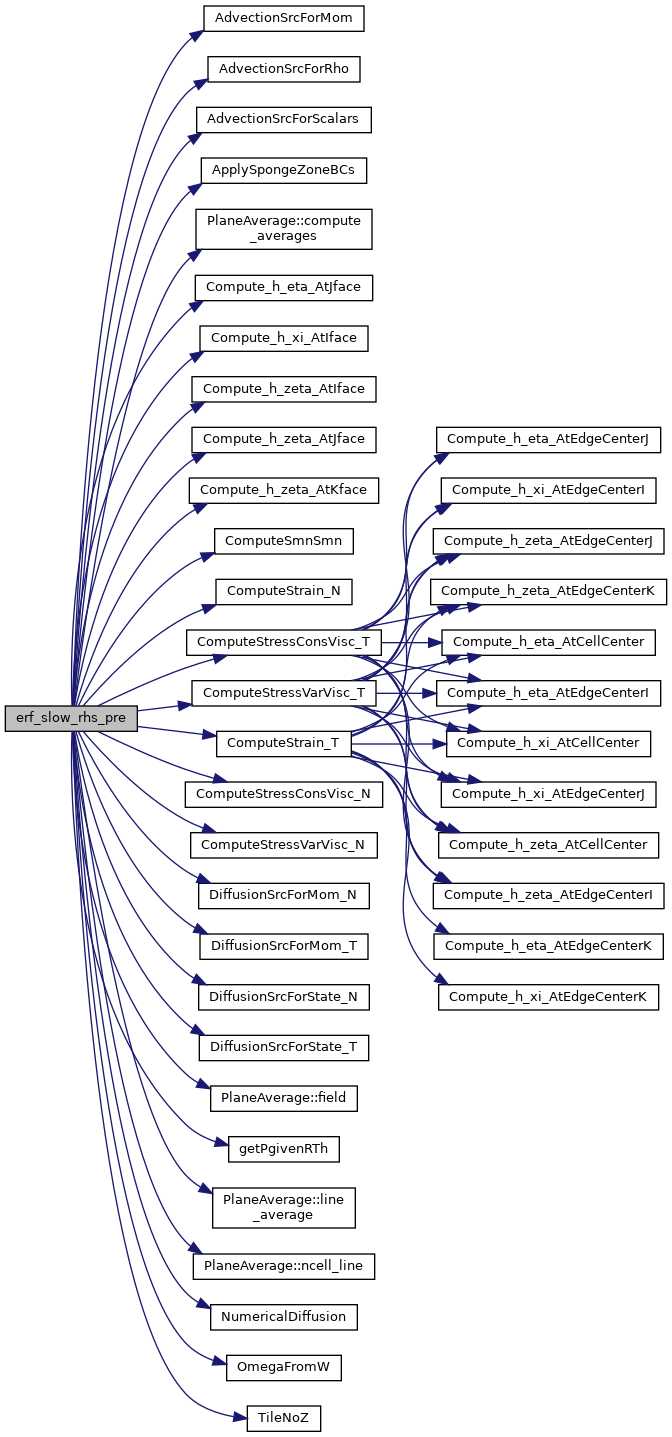 erf_slow_rhs_pre
AdvectionSrcForMom
AdvectionSrcForRho
AdvectionSrcForScalars
ApplySpongeZoneBCs
PlaneAverage::compute
_averages
Compute_h_eta_AtJface
Compute_h_xi_AtIface
Compute_h_zeta_AtIface
Compute_h_zeta_AtJface
Compute_h_zeta_AtKface
ComputeSmnSmn
ComputeStrain_N
ComputeStressConsVisc_T
ComputeStressVarVisc_T
ComputeStrain_T
ComputeStressConsVisc_N
ComputeStressVarVisc_N
DiffusionSrcForMom_N
DiffusionSrcForMom_T
DiffusionSrcForState_N
DiffusionSrcForState_T
PlaneAverage::field
getPgivenRTh
PlaneAverage::line
_average
PlaneAverage::ncell_line
NumericalDiffusion
OmegaFromW
TileNoZ
Compute_h_eta_AtEdgeCenterJ
Compute_h_xi_AtEdgeCenterI
Compute_h_zeta_AtEdgeCenterJ
Compute_h_zeta_AtEdgeCenterK
Compute_h_eta_AtCellCenter
Compute_h_eta_AtEdgeCenterI
Compute_h_xi_AtCellCenter
Compute_h_xi_AtEdgeCenterJ
Compute_h_zeta_AtCellCenter
Compute_h_zeta_AtEdgeCenterI
Compute_h_eta_AtEdgeCenterK
Compute_h_xi_AtEdgeCenterK